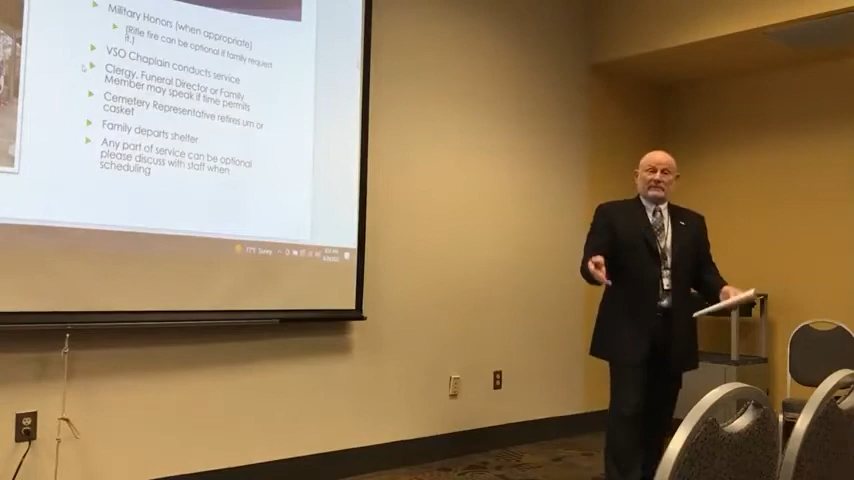 Military Honors (when appropriate)
(Rifle fire can be optional if family request
it.)
VSO Chaplain conducts service
Clergy, Funeral Director or Family
Member may speak if time permits
Cemetery Representative retires urn or
casket
Family departs shelter
Any part of service can be optional
please discuss with staff when
scheduling
Sunny